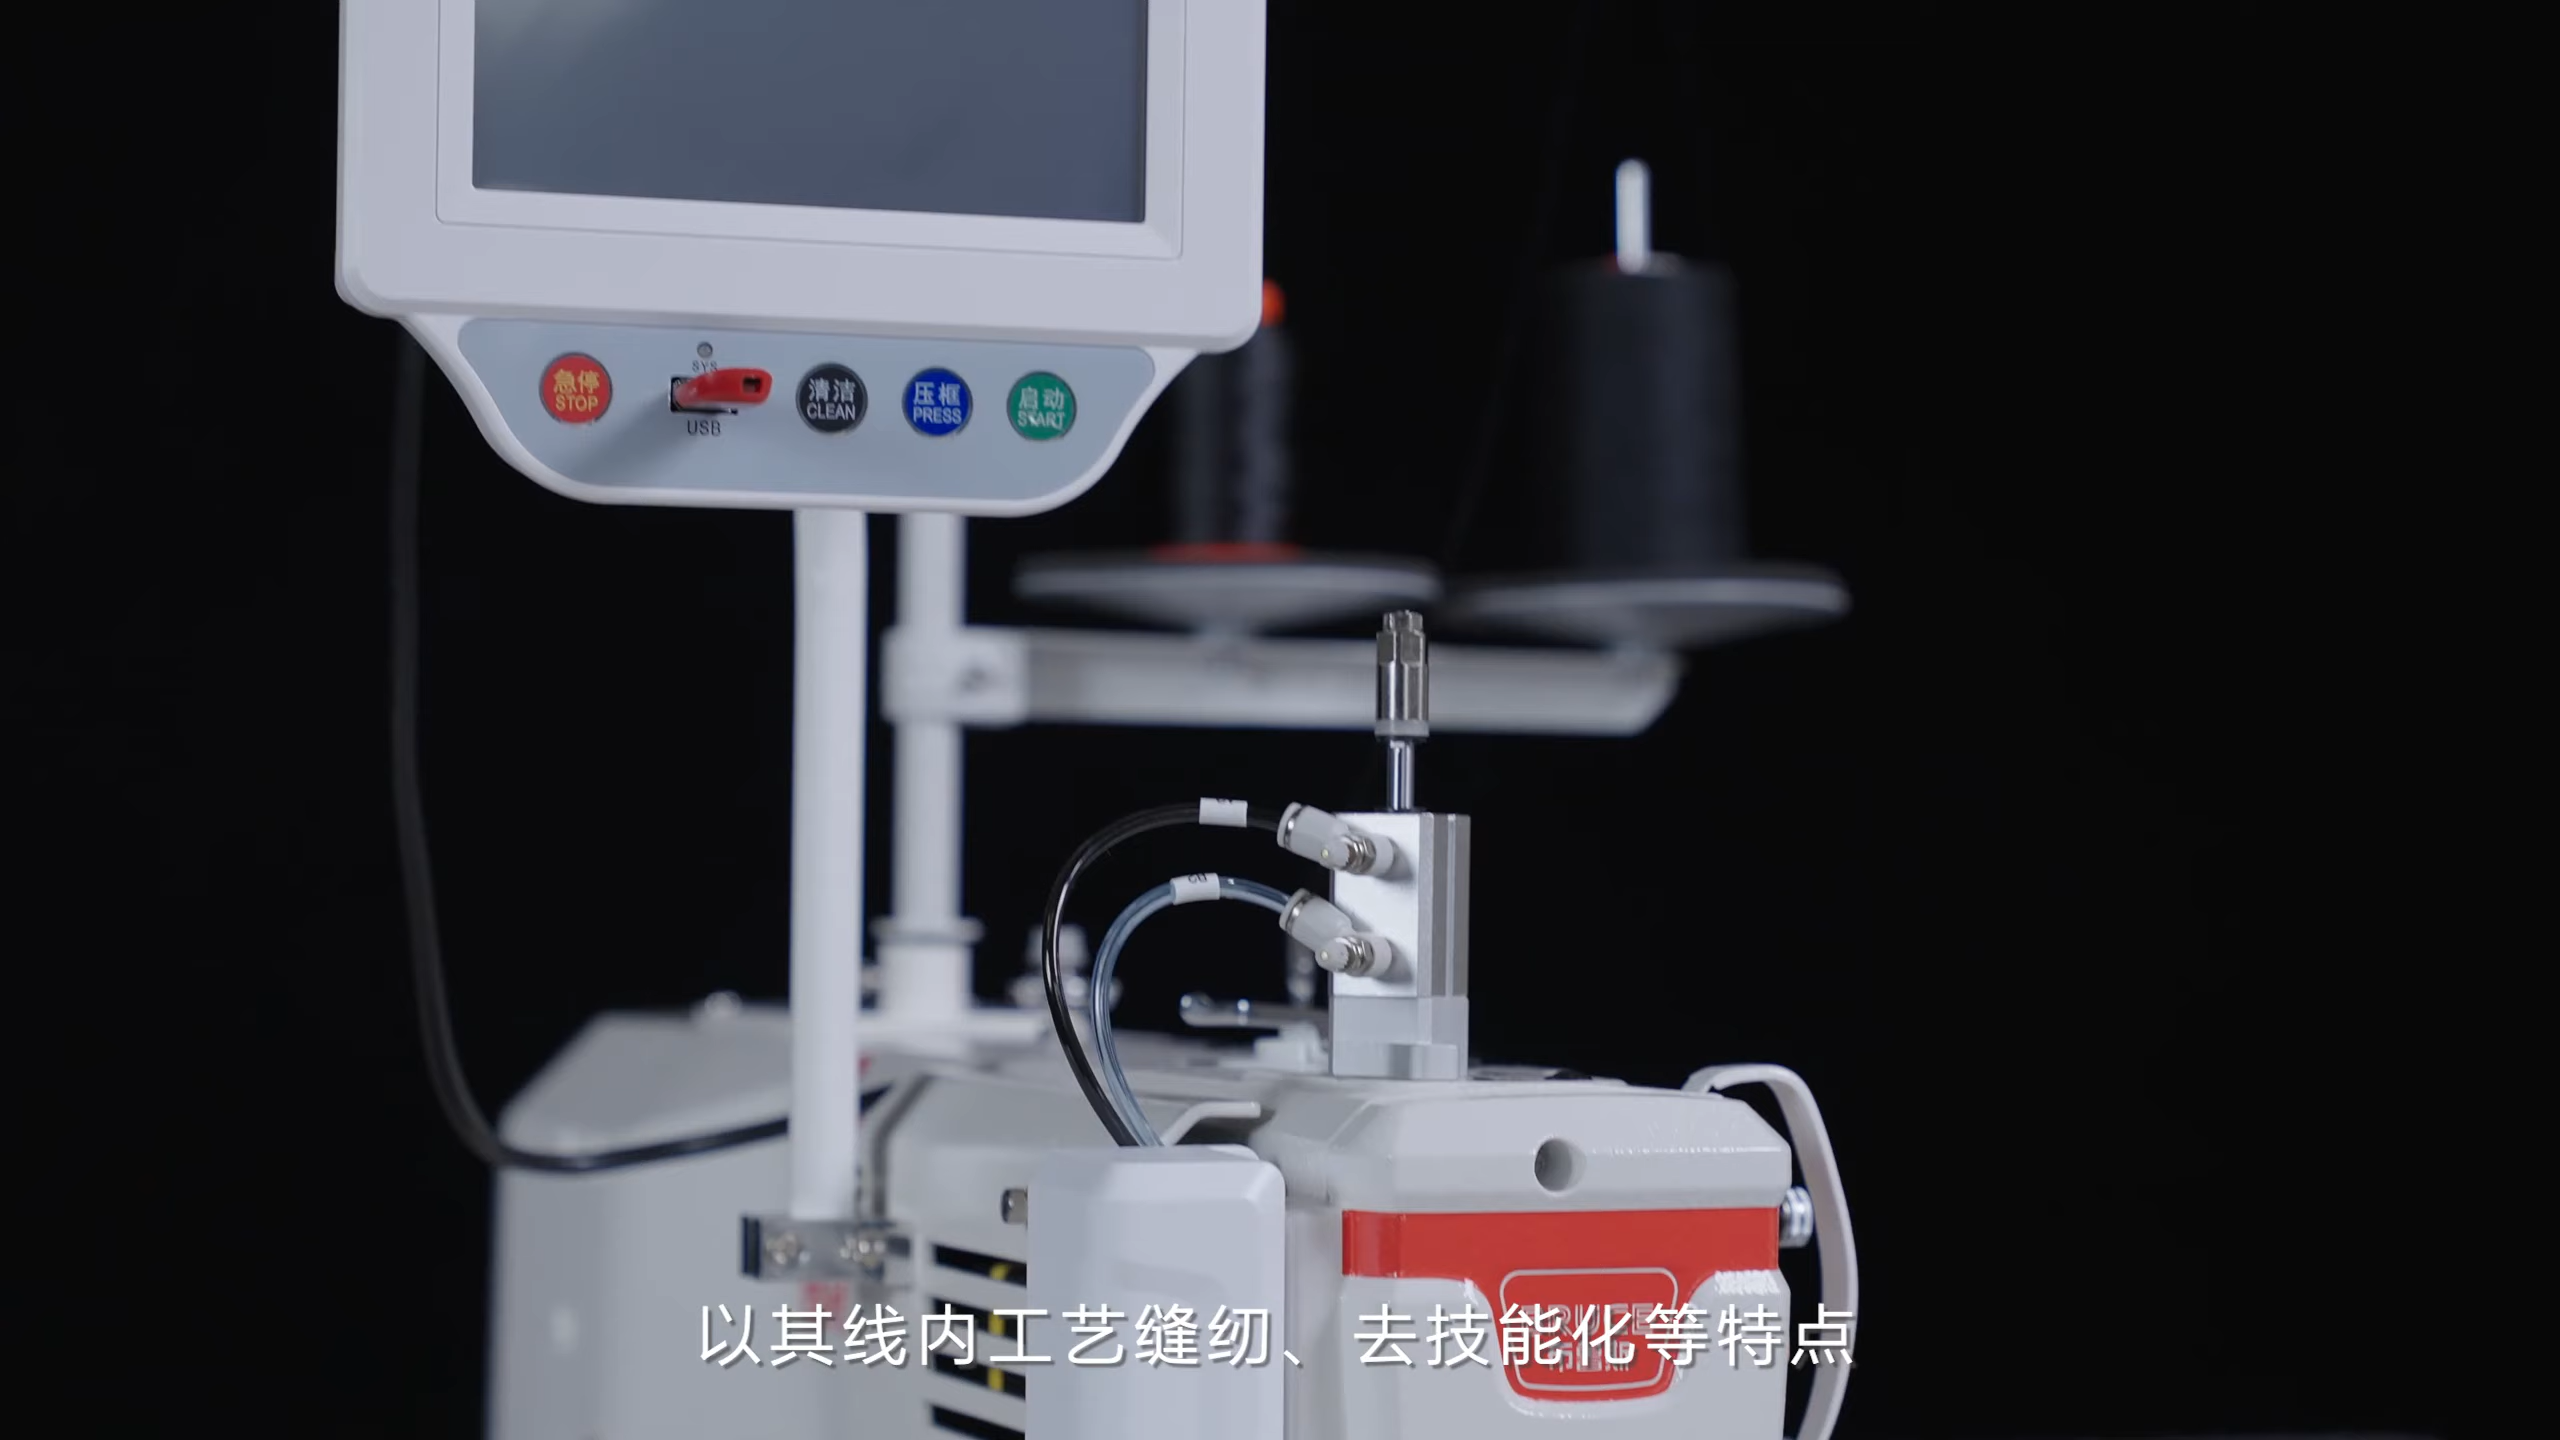 急停
STOP
SYS
USB
清洁
CLEAN
压框
PRESS
启动
START
以其线内工艺缝纫、去技能化等特点